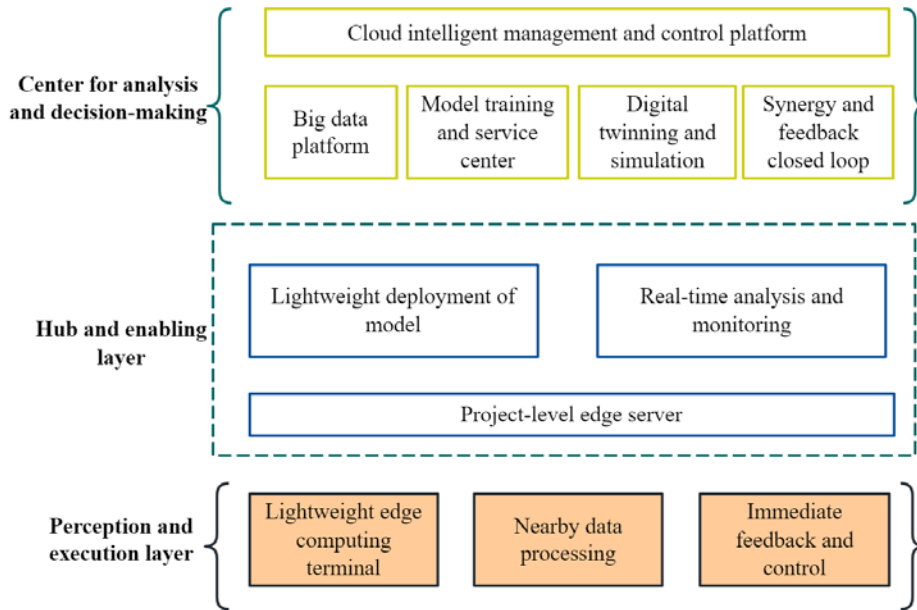 Cloud intelligent management and control platform
Center for analysis
and decision-making
Big data
platform
Model training
and service
center
Digital
twinning and
simulation
Synergy and
feedback
closed loop
Hub and enabling
layer
Lightweight deployment of
model
Real-time analysis and
monitoring
Project-level edge server
Perception and
execution layer
Lightweight edge
computing
terminal
Nearby data
processing
Immediate
feedback and
control